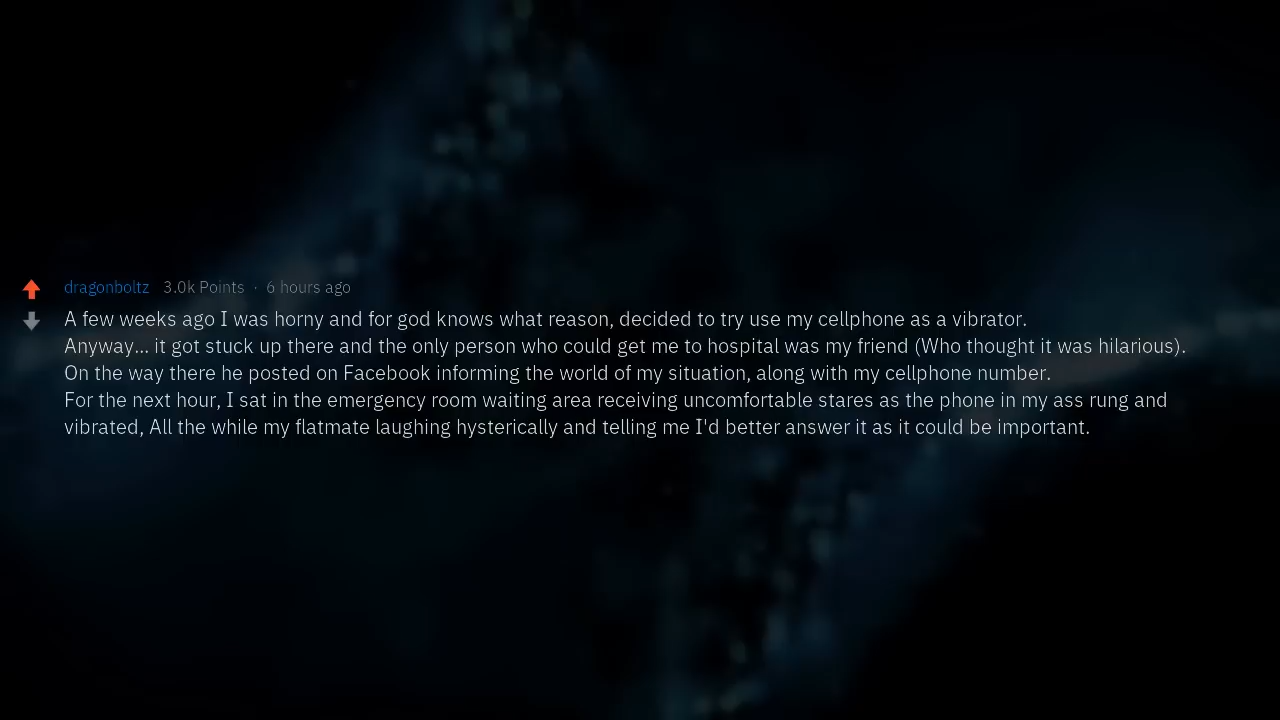 dragonboltz 3.0k Points · 6 hours ago
A few weeks ago I was horny and for god knows what reason, decided to try use my cellphone as a vibrator.
Anyway... it got stuck up there and the only person who could get me to hospital was my friend (Who thought it was hilarious).
On the way there he posted on Facebook informing the world of my situation, along with my cellphone number.
For the next hour, I sat in the emergency room waiting area receiving uncomfortable stares as the phone in my ass rung and
vibrated, All the while my flatmate laughing hysterically and telling me I'd better answer it as it could be important.